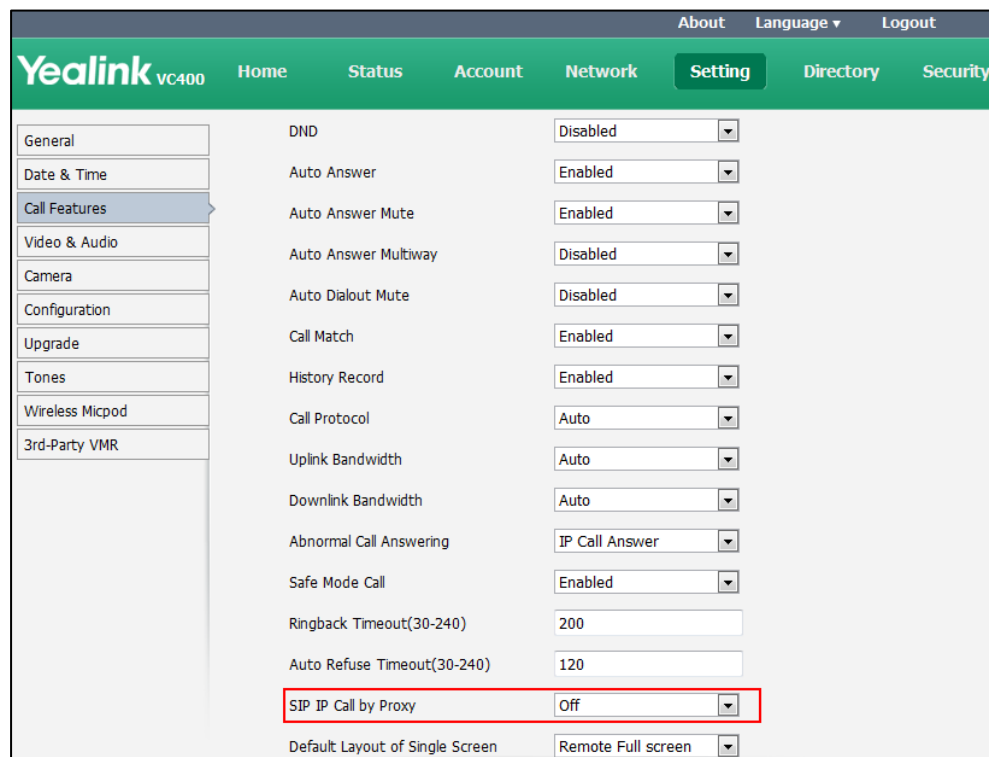 About Language Logout
Yealink VC400 Home Status Account Network Setting Directory Security
General
Date & Time
Call Features
Video & Audio
Camera
Configuration
Upgrade
Tones
Wireless Micpod
3rd-Party VMR
DND Disabled
Auto Answer Enabled
Auto Answer Mute Enabled
Auto Answer Multiway Disabled
Auto Dialout Mute Disabled
Call Match Enabled
History Record Enabled
Call Protocol Auto
Uplink Bandwidth Auto
Downlink Bandwidth Auto
Abnormal Call Answering IP Call Answer
Safe Mode Call Enabled
Ringback Timeout(30-240) 200
Auto Refuse Timeout(30-240) 120
SIP IP Call by Proxy Off
Default Layout of Single Screen Remote Full screen